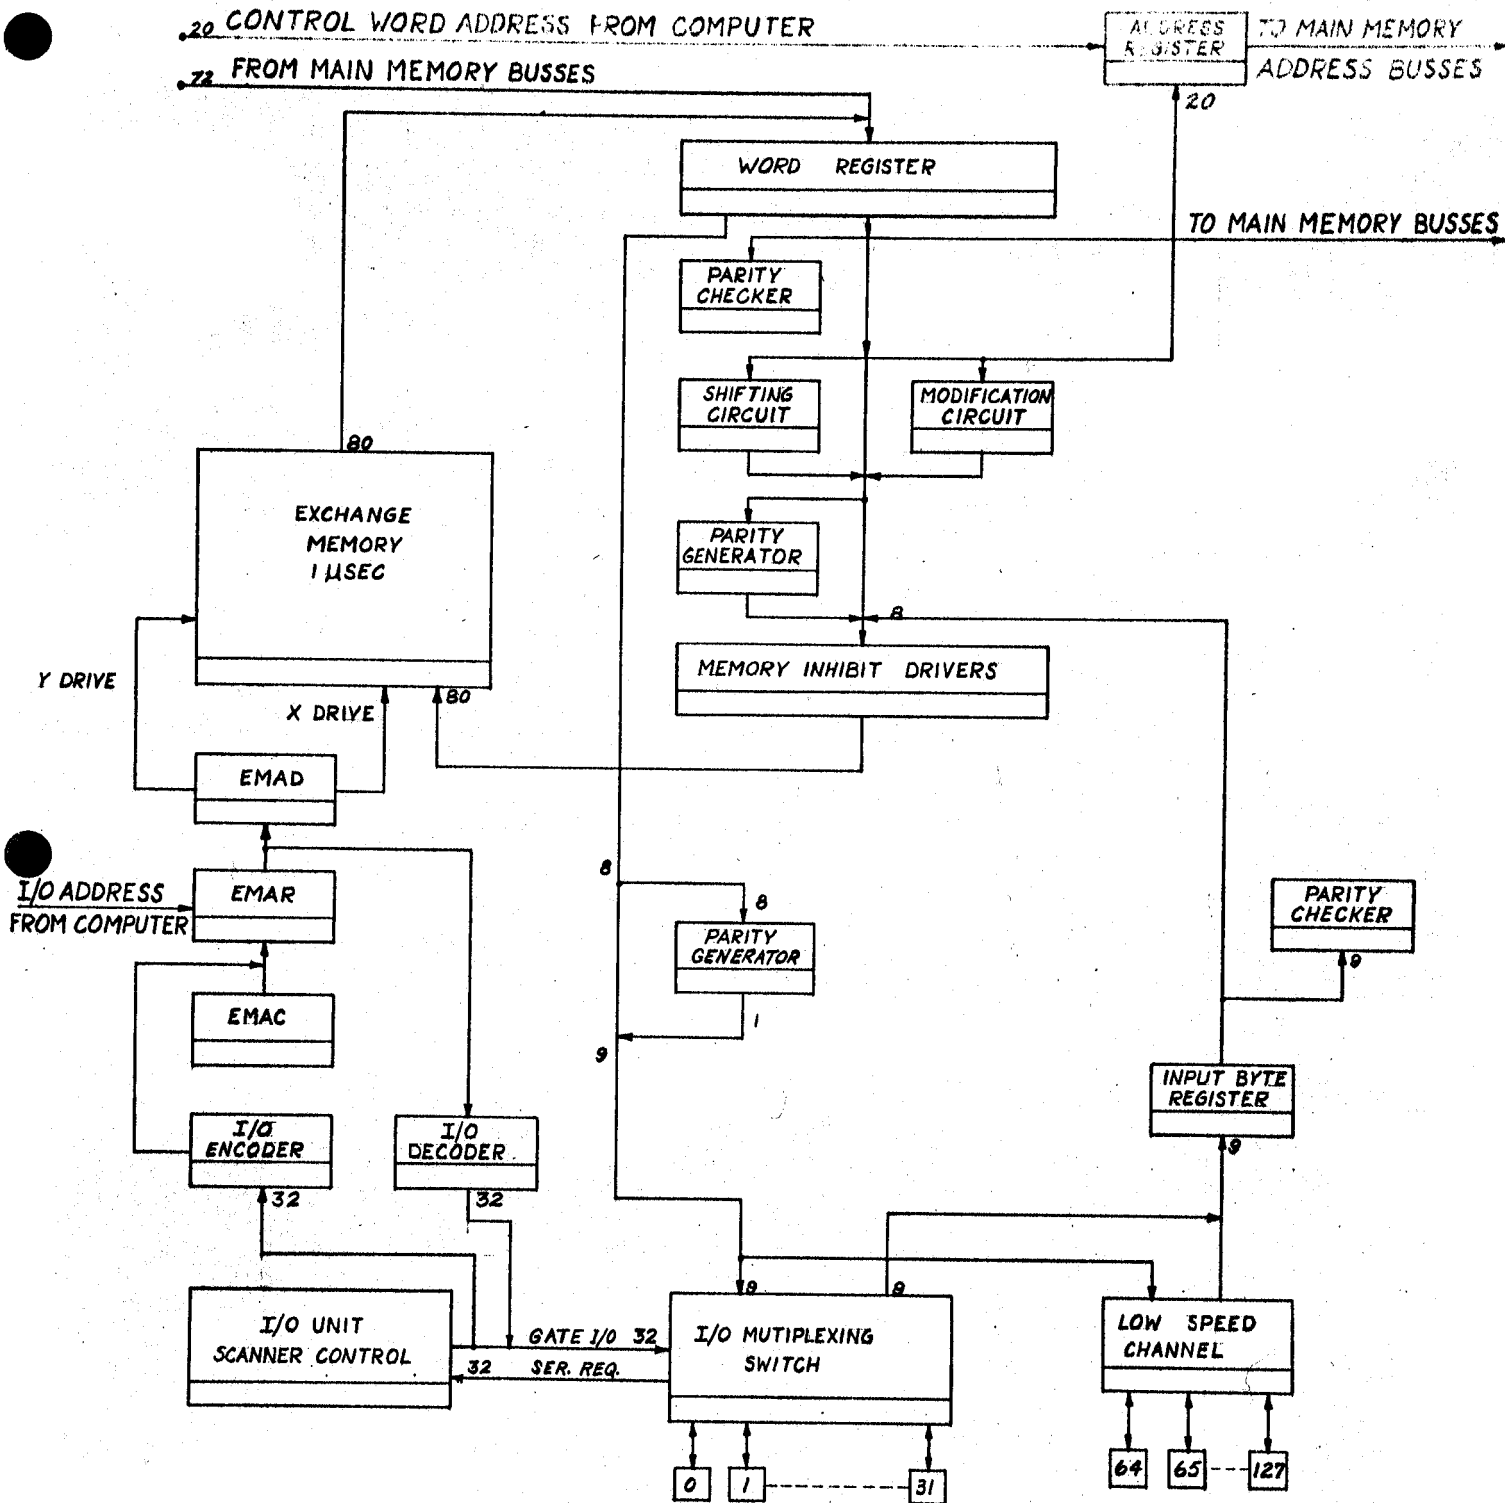 20 CONTROL WORD ADDRESS FROM COMPUTER
ADDRESS
REGISTER
TO MAIN MEMORY
ADDRESS BUSSES
72 FROM MAIN MEMORY BUSSES
20
WORD REGISTER
TO MAIN MEMORY BUSSES
PARITY
CHECKER
SHIFTING
CIRCUIT
MODIFICATION
CIRCUIT
80
EXCHANGE
MEMORY
1 µSEC
PARITY
GENERATOR
8
MEMORY INHIBIT DRIVERS
Y DRIVE
X DRIVE
80
EMAD
I/O ADDRESS
FROM COMPUTER
EMAR
8
8
PARITY
GENERATOR
PARITY
CHECKER
9
EMAC
1
9
INPUT BYTE
REGISTER
9
I/O
ENCODER
32
I/O
DECODER
32
I/O UNIT
SCANNER CONTROL
GATE I/O 32
32 SER. REQ.
9
9
I/O MUTIPLEXING
SWITCH
LOW SPEED
CHANNEL
0
1
31
64
65
127